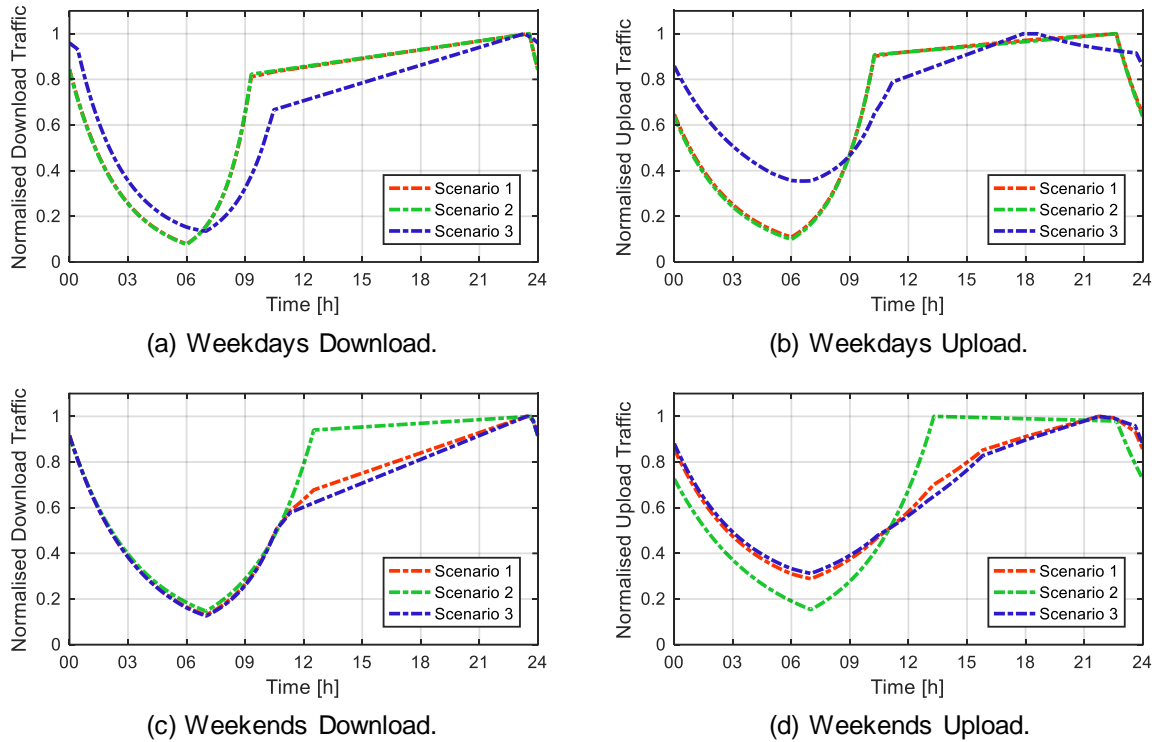 Normalised Download Traffic
1
0.8
0.6
0.4
0.2
0
00 03 06 09 12 15 18 21 24
Time [h]
Scenario 1
Scenario 2
Scenario 3
(a) Weekdays Download.
Normalised Upload Traffic
1
0.8
0.6
0.4
0.2
0
00 03 06 09 12 15 18 21 24
Time [h]
Scenario 1
Scenario 2
Scenario 3
(b) Weekdays Upload.
Normalised Download Traffic
1
0.8
0.6
0.4
0.2
0
00 03 06 09 12 15 18 21 24
Time [h]
Scenario 1
Scenario 2
Scenario 3
(c) Weekends Download.
Normalised Upload Traffic
1
0.8
0.6
0.4
0.2
0
00 03 06 09 12 15 18 21 24
Time [h]
Scenario 1
Scenario 2
Scenario 3
(d) Weekends Upload.